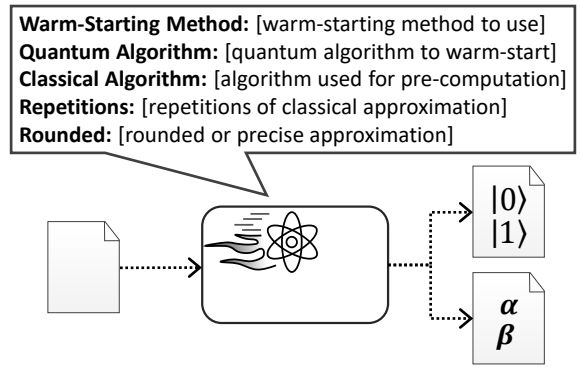 Warm-Starting Method: [warm-starting method to use]
Quantum Algorithm: [quantum algorithm to warm-start]
Classical Algorithm: [algorithm used for pre-computation]
Repetitions: [repetitions of classical approximation]
Rounded: [rounded or precise approximation]
|0⟩
|1⟩
α
β